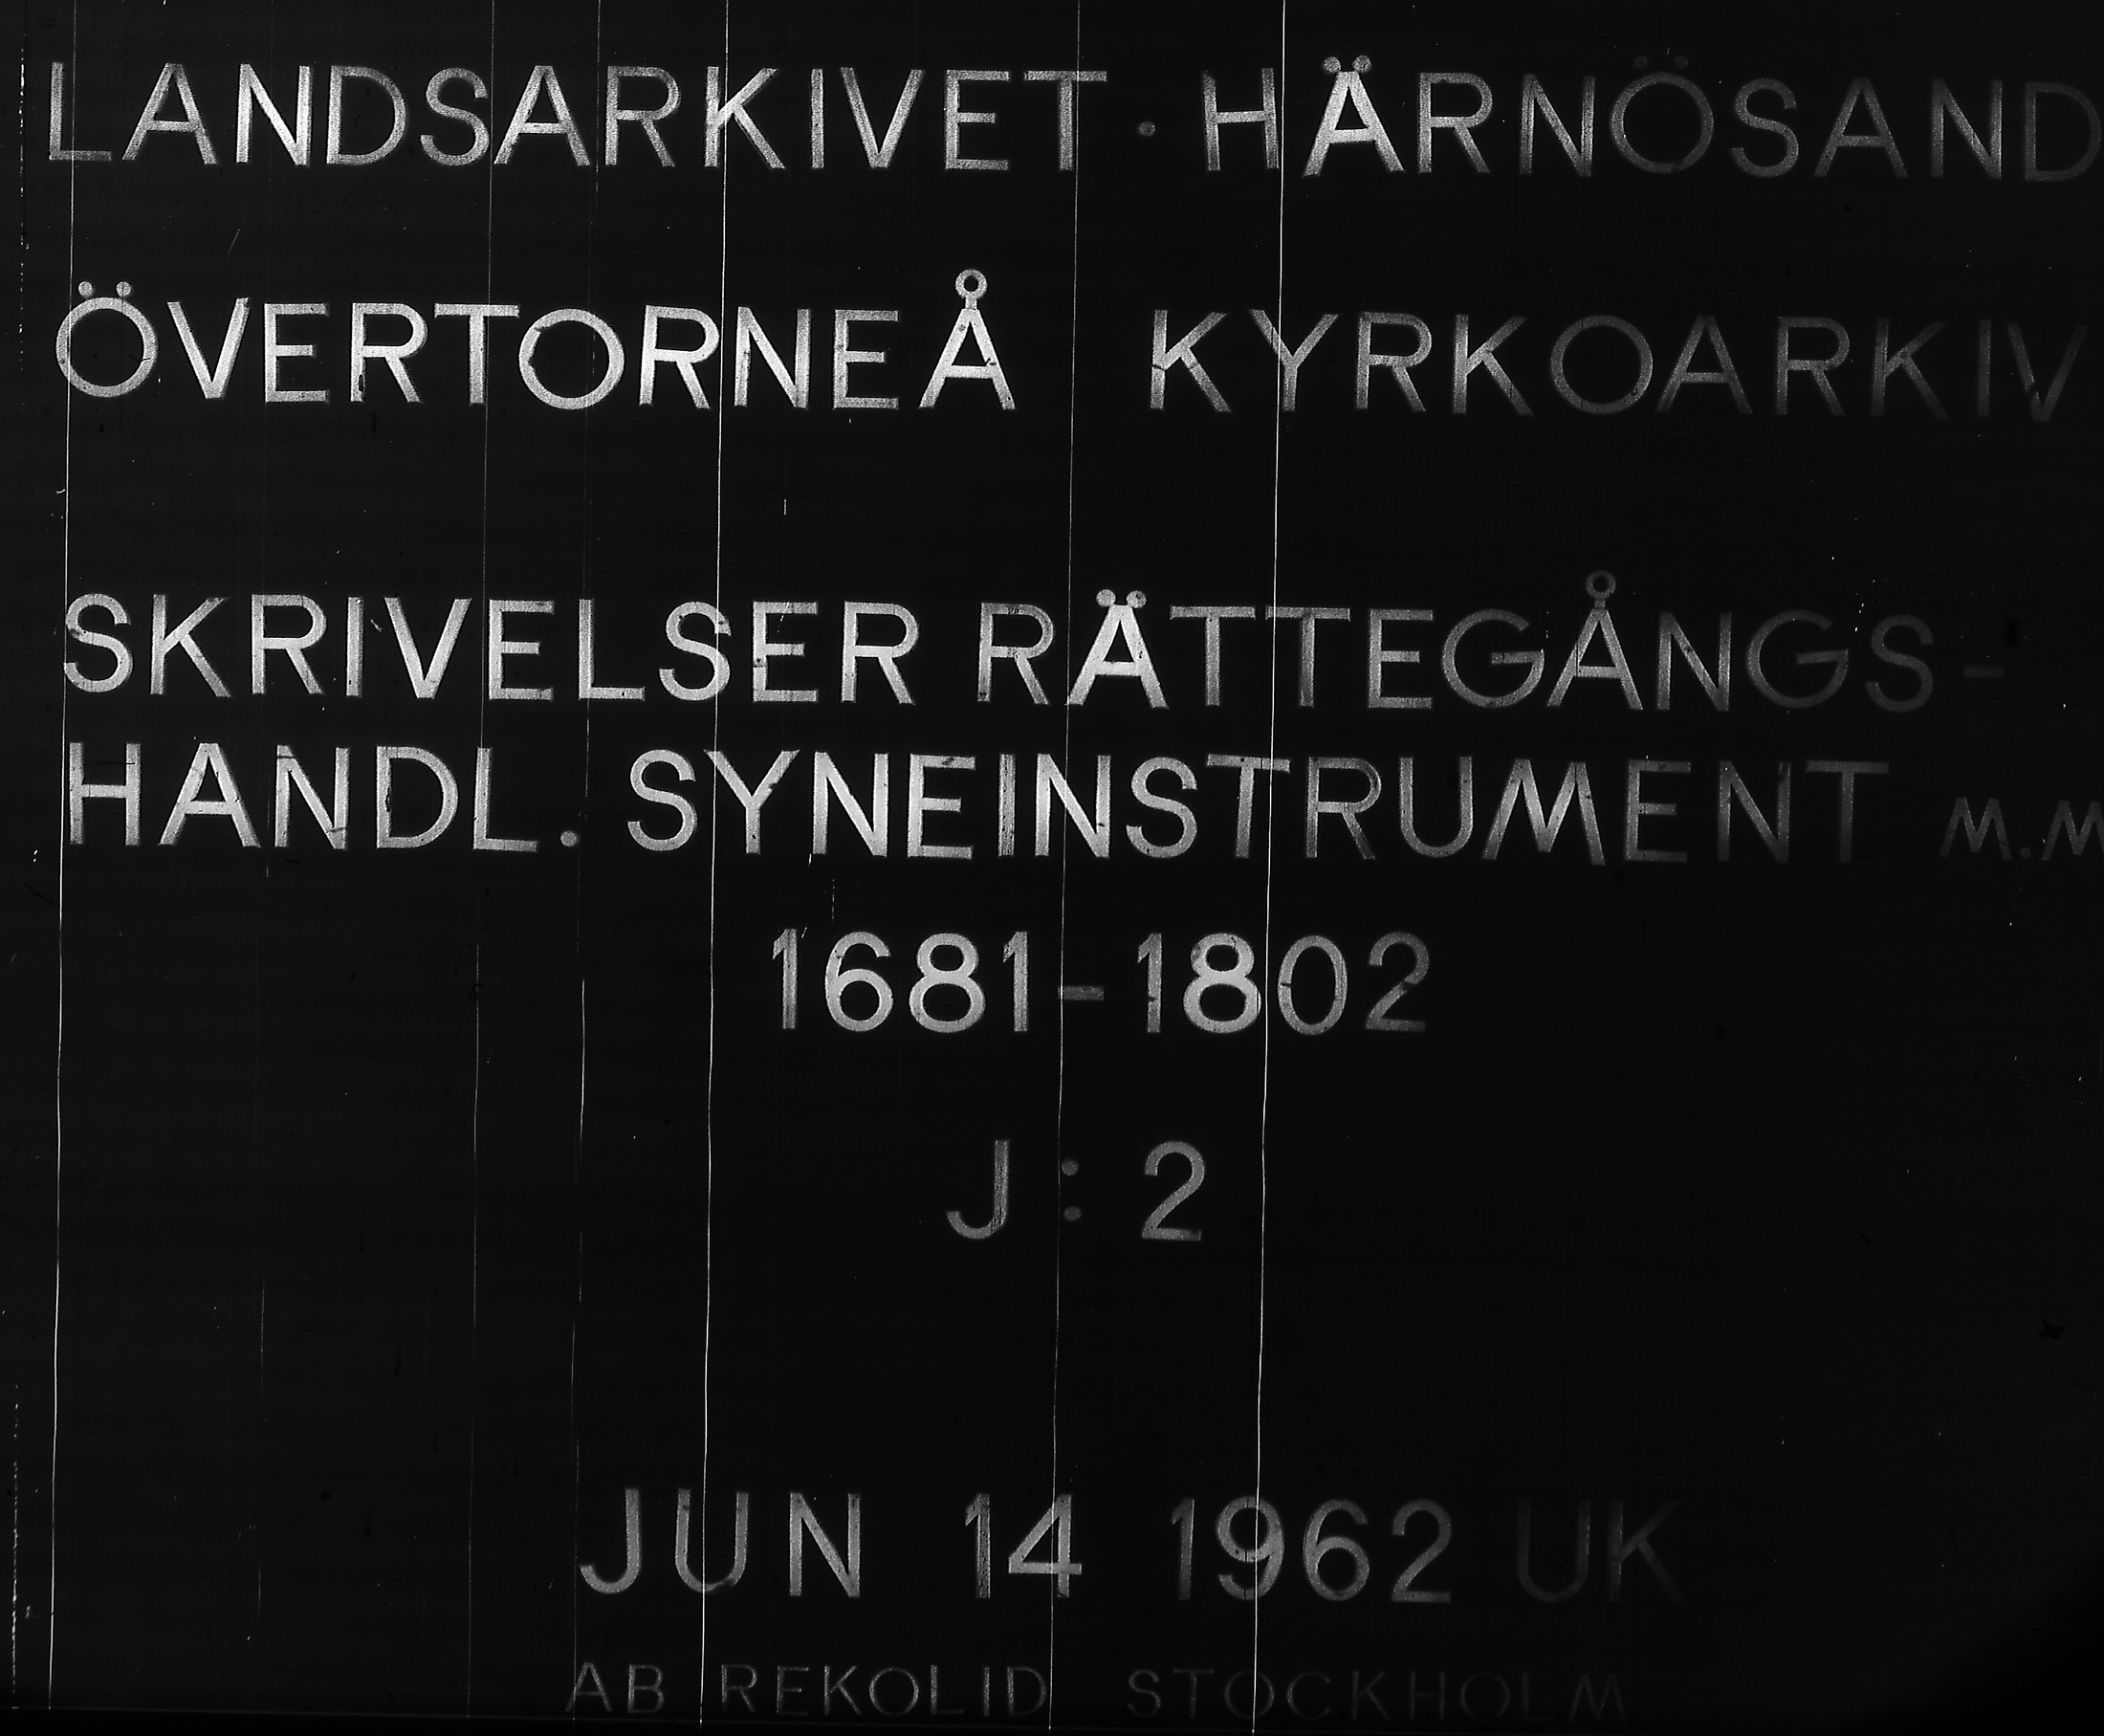 LANDSARKIVET · HÄRNÖSAND
ÖVERTORNEÅ KYRKOARKIV
SKRIVELSER RÄTTEGÅNGS-
HANDL. SYNEINSTRUMENT M.M
1681-1802
J:2
JUN 14 1962 UK
AB REKOLID STOCKHOLM